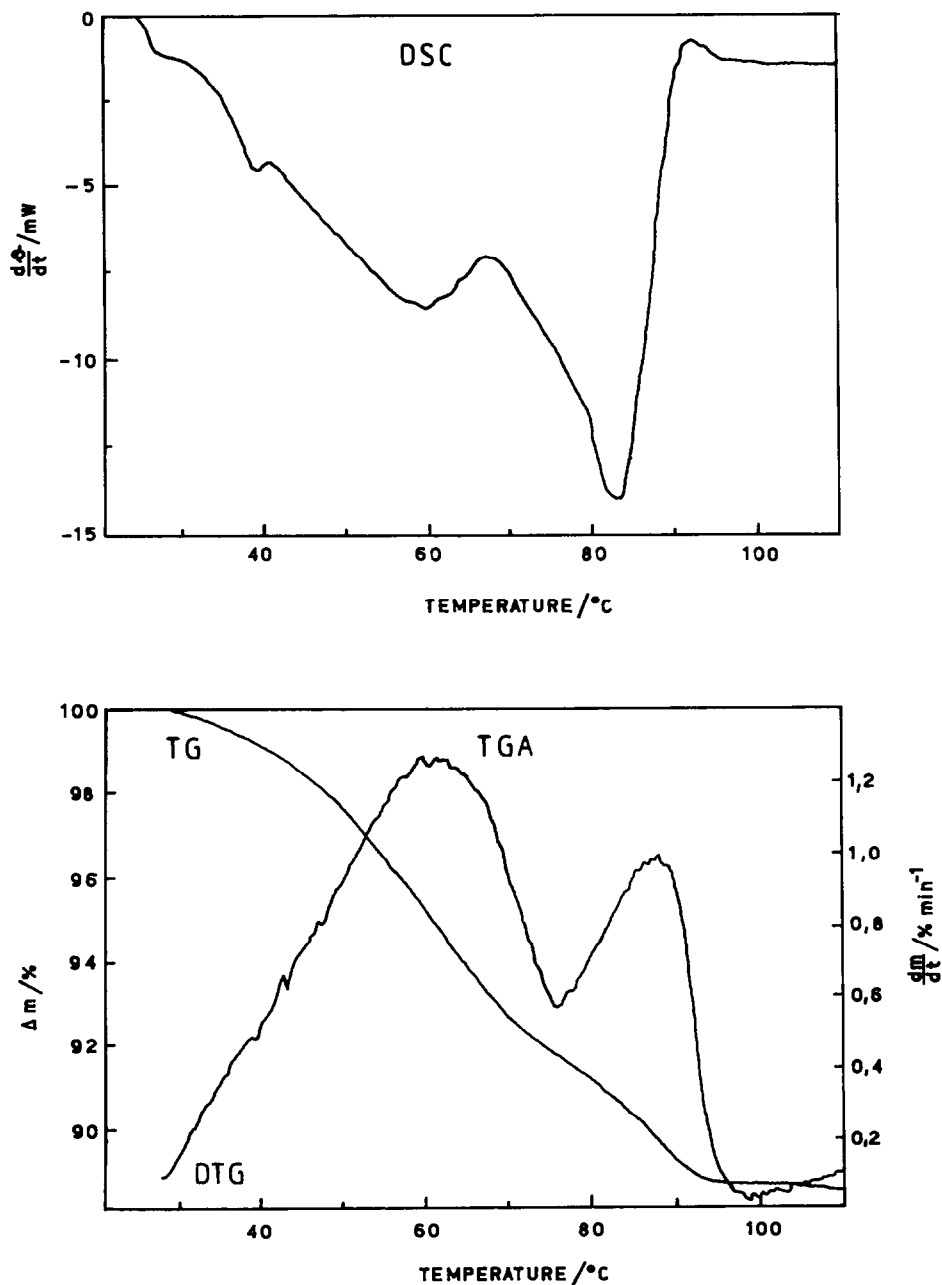 0
DSC
-5
dΦ/dt /mW
-10
-15
40 60 80 100
TEMPERATURE/°C
100
TG
TGA
98
1,2
96
1,0
dm/dt /% min⁻¹
0,8
94
Δm/%
0,6
92
0,4
90
0,2
DTG
40 60 80 100
TEMPERATURE/°C